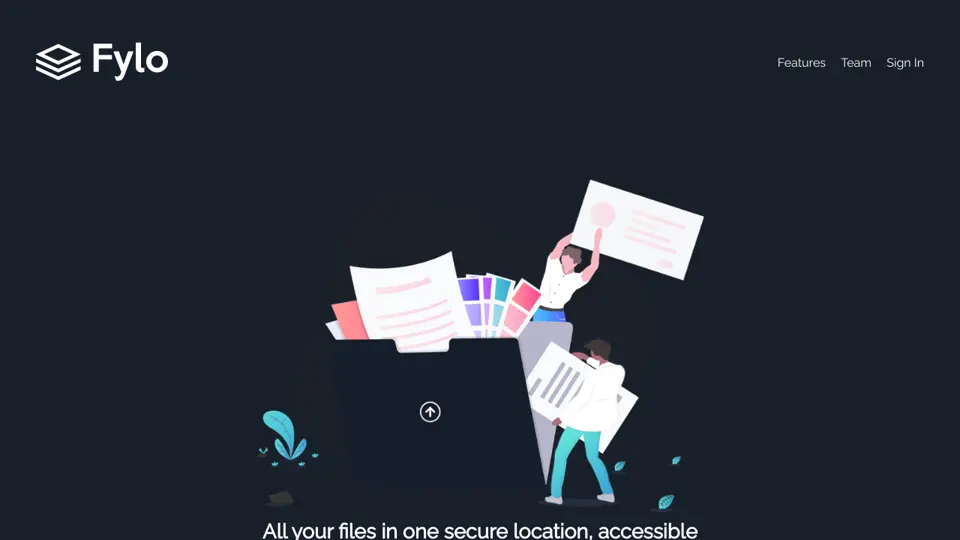 Fylo
Features Team Sign In
All your files in one secure location, accessible